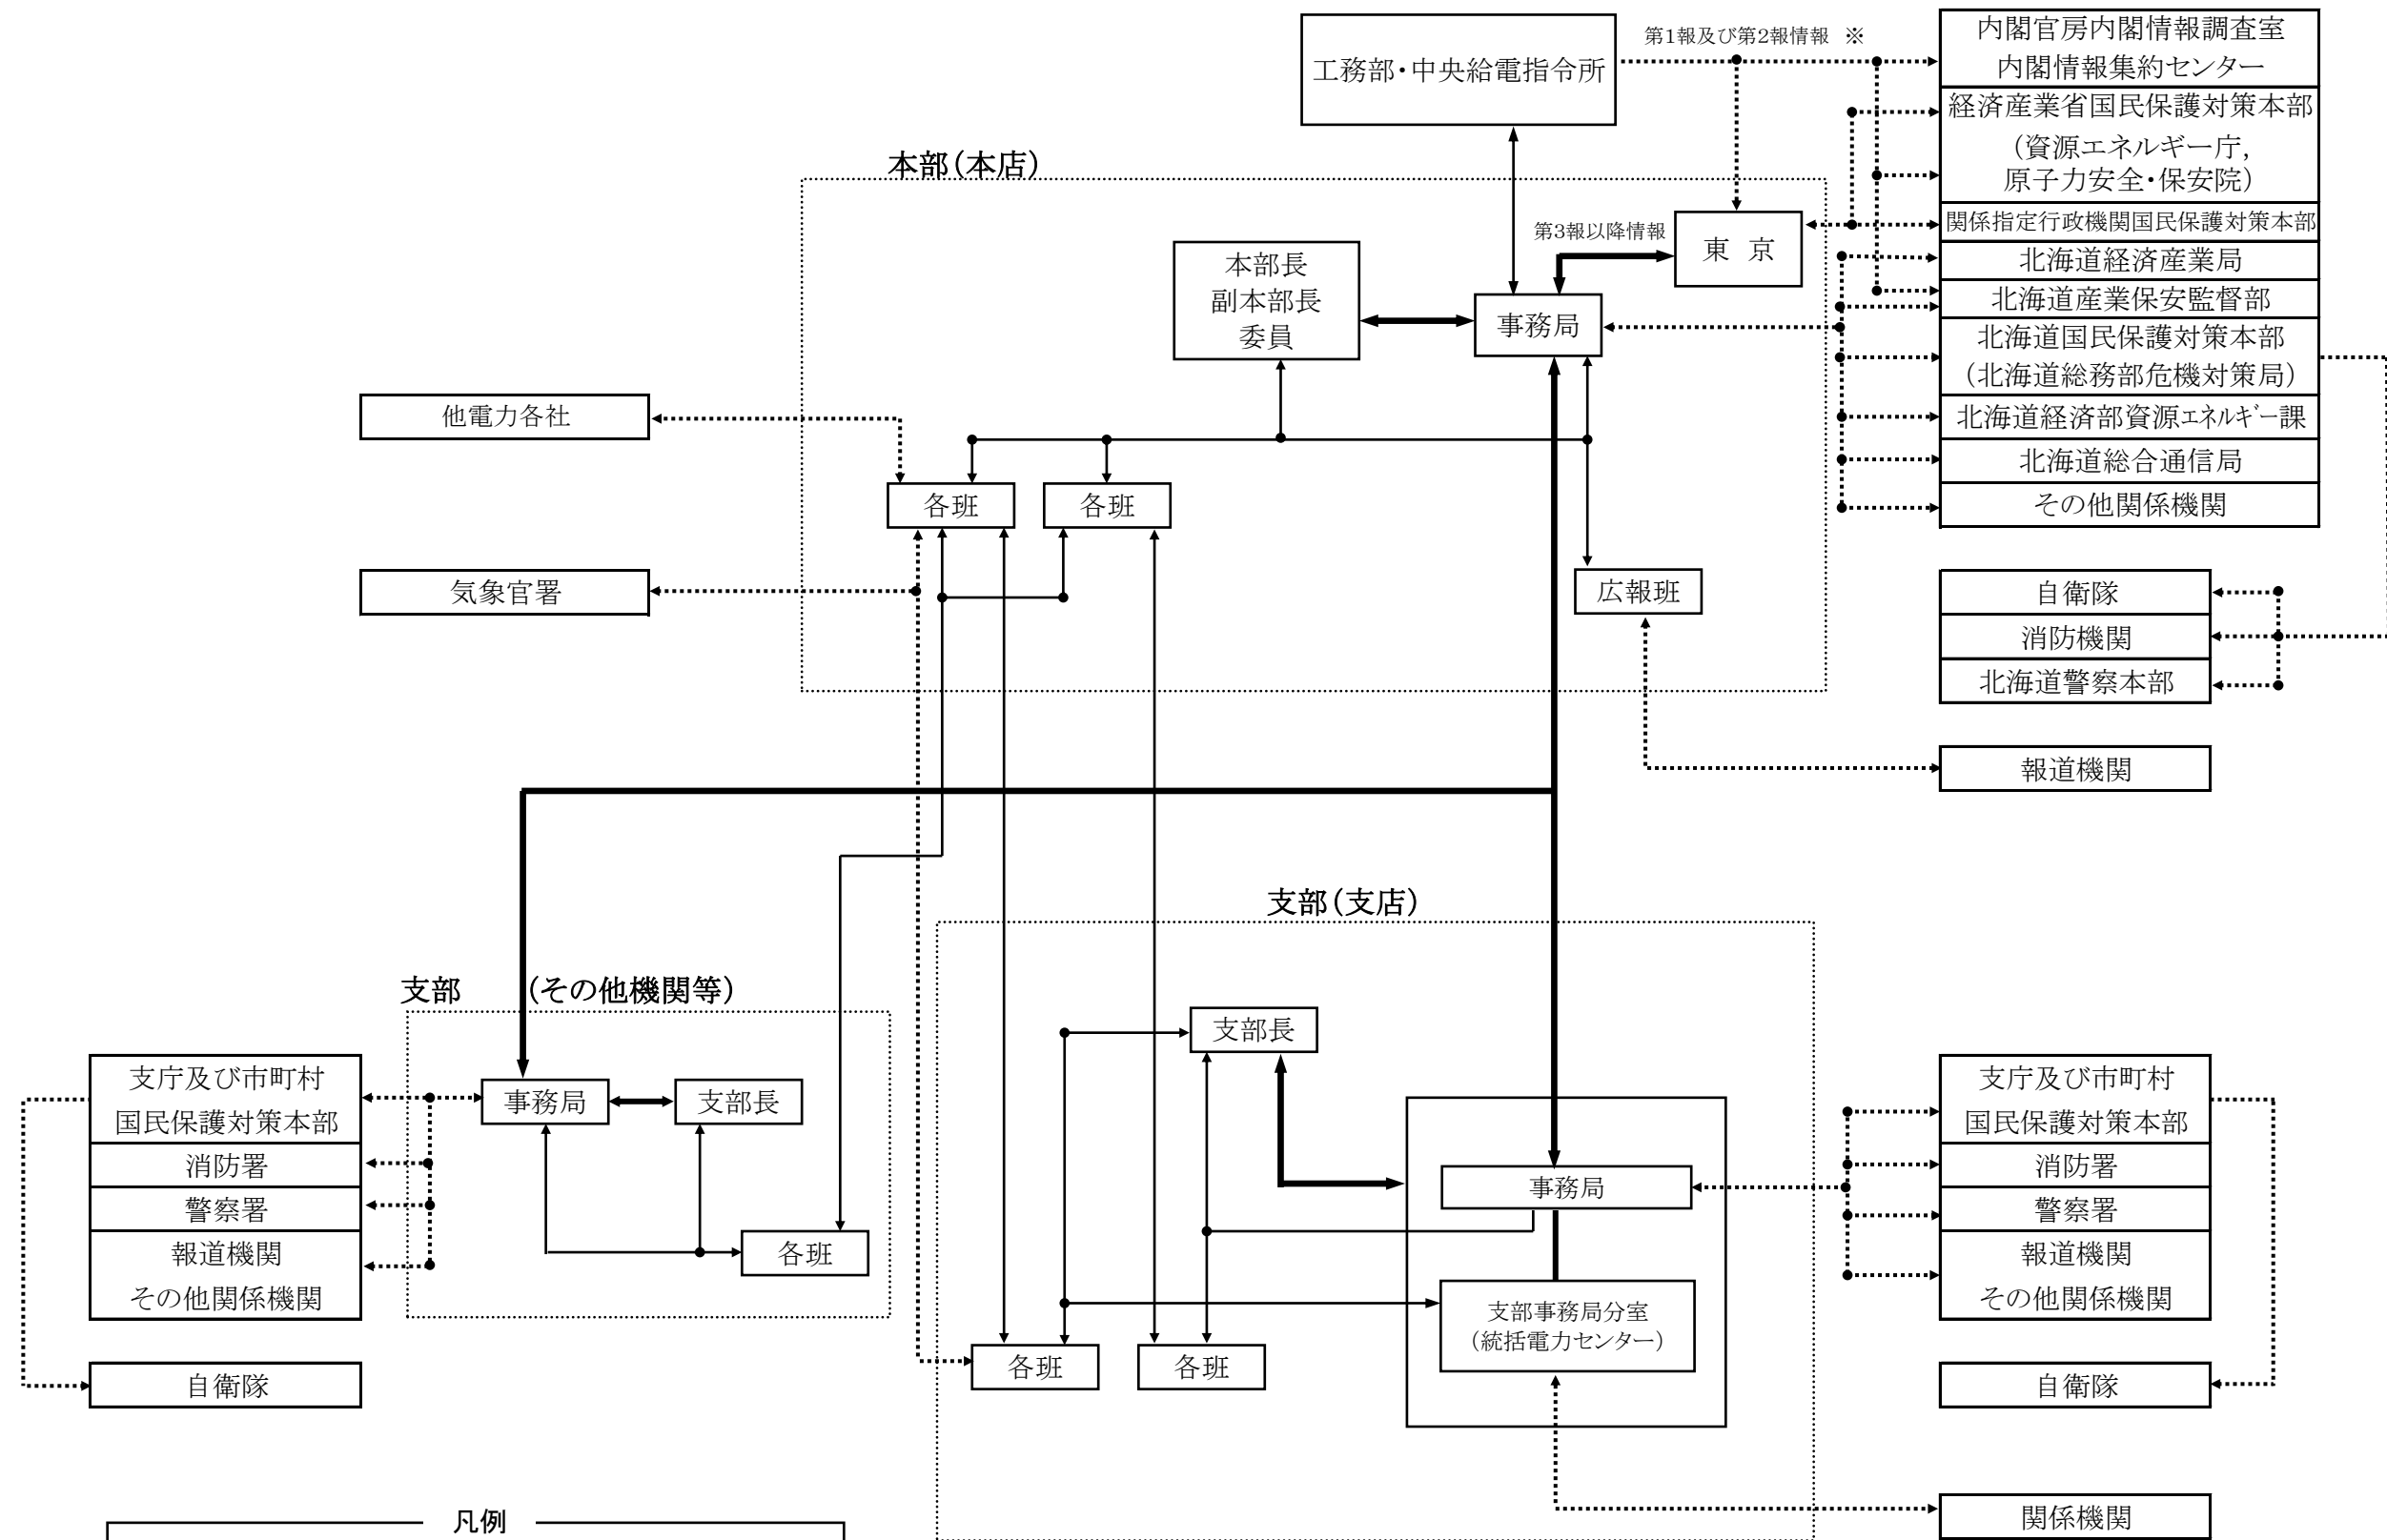 工務部・中央給電指令所
第1報及び第2報情報 ※
内閣官房内閣情報調査室
内閣情報集約センター
経済産業省国民保護対策本部
(資源エネルギー庁,
原子力安全・保安院)
関係指定行政機関国民保護対策本部
北海道経済産業局
北海道産業保安監督部
北海道国民保護対策本部
(北海道総務部危機対策局)
北海道経済部資源エネルギー課
北海道総合通信局
その他関係機関
本部(本店)
第3報以降情報
東 京
本部長
副本部長
委員
事務局
他電力各社
各班
各班
気象官署
広報班
自衛隊
消防機関
北海道警察本部
報道機関
支部(支店)
支部 (その他機関等)
支庁及び市町村
国民保護対策本部
消防署
警察署
報道機関
その他関係機関
自衛隊
事務局
支部長
各班
支部長
事務局
支部事務局分室
(統括電力センター)
各班
各班
支庁及び市町村
国民保護対策本部
消防署
警察署
報道機関
その他関係機関
自衛隊
関係機関
凡例